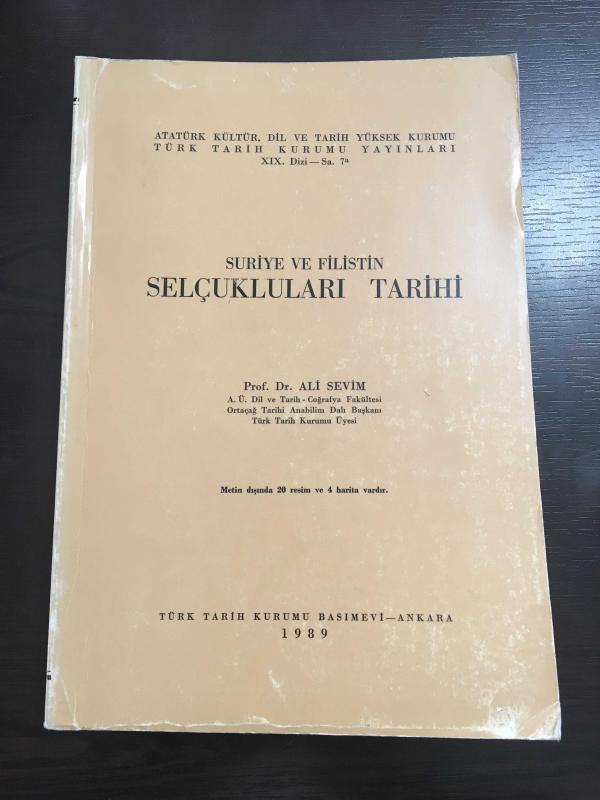 ATATÜRK KÜLTÜR, DİL VE TARİH YÜKSEK KURUMU
TÜRK TARİH KURUMU YAYINLARI
XIX. Dizi — Sa. 7ª
SURİYE VE FİLİSTİN
SELÇUKLULARI TARİHİ
Prof. Dr. ALİ SEVİM
A. Ü. Dil ve Tarih - Coğrafya Fakültesi
Ortaçağ Tarihi Anabilim Dalı Başkanı
Türk Tarih Kurumu Üyesi
Metin dışında 20 resim ve 4 harita vardır.
TÜRK TARİH KURUMU BASIMEVİ—ANKARA
1989